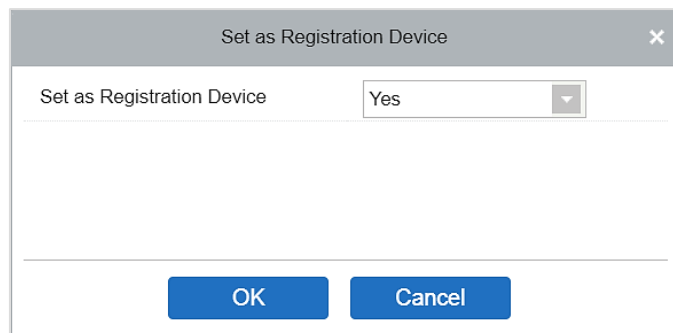 Set as Registration Device ×
Set as Registration Device Yes
OK Cancel